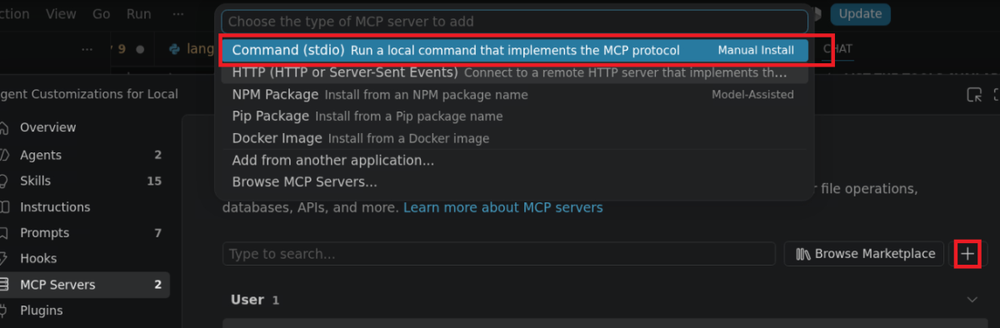 ction View Go Run ···
Choose the type of MCP server to add
Update
··· 9 ● lang
Command (stdio) Run a local command that implements the MCP protocol Manual Install
CHAT
HTTP (HTTP or Server-Sent Events) Connect to a remote HTTP server that implements th...
gent Customizations for Local
NPM Package Install from an NPM package name Model-Assisted
Pip Package Install from a Pip package name
Docker Image Install from a Docker image
Add from another application...
Browse MCP Servers...
Overview
Agents 2
Skills 15
Instructions
Prompts 7
Hooks
MCP Servers 2
Plugins
file operations,
databases, APIs, and more. Learn more about MCP servers
Type to search...
Browse Marketplace
+
User 1